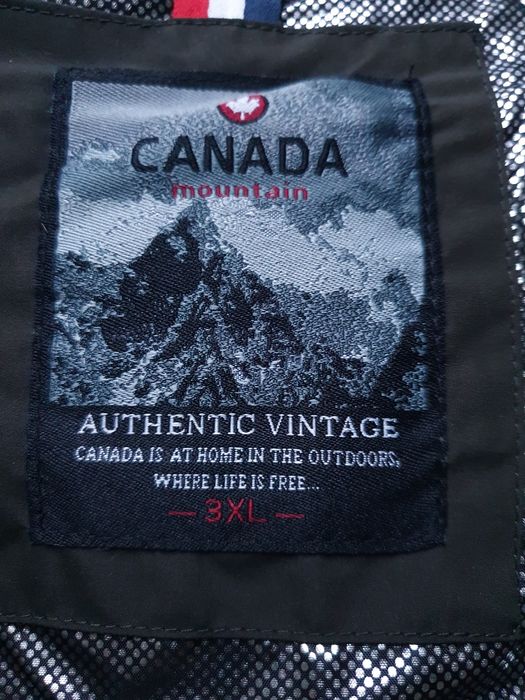 CANADA
mountain
AUTHENTIC VINTAGE
CANADA IS AT HOME IN THE OUTDOORS,
WHERE LIFE IS FREE...
— 3XL —